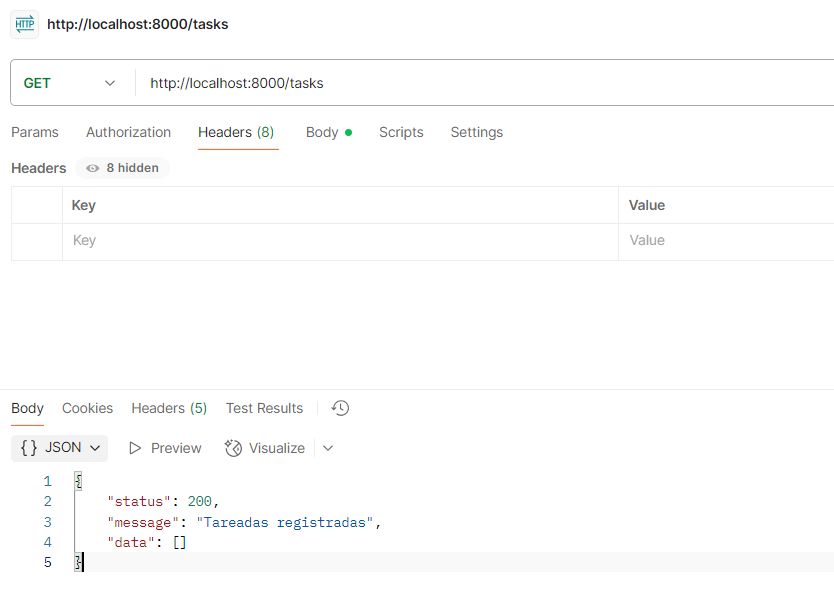 HTTP http://localhost:8000/tasks
GET http://localhost:8000/tasks
Params Authorization Headers (8) Body Scripts Settings
Headers 8 hidden
Key Value
Key Value
Body Cookies Headers (5) Test Results
{} JSON Preview Visualize
1 {
2 "status": 200,
3 "message": "Tareadas registradas",
4 "data": []
5 }